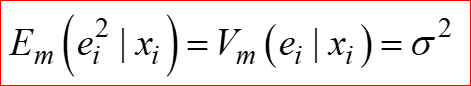 E_m(e_i^2 | x_i) = V_m(e_i | x_i) = σ^2